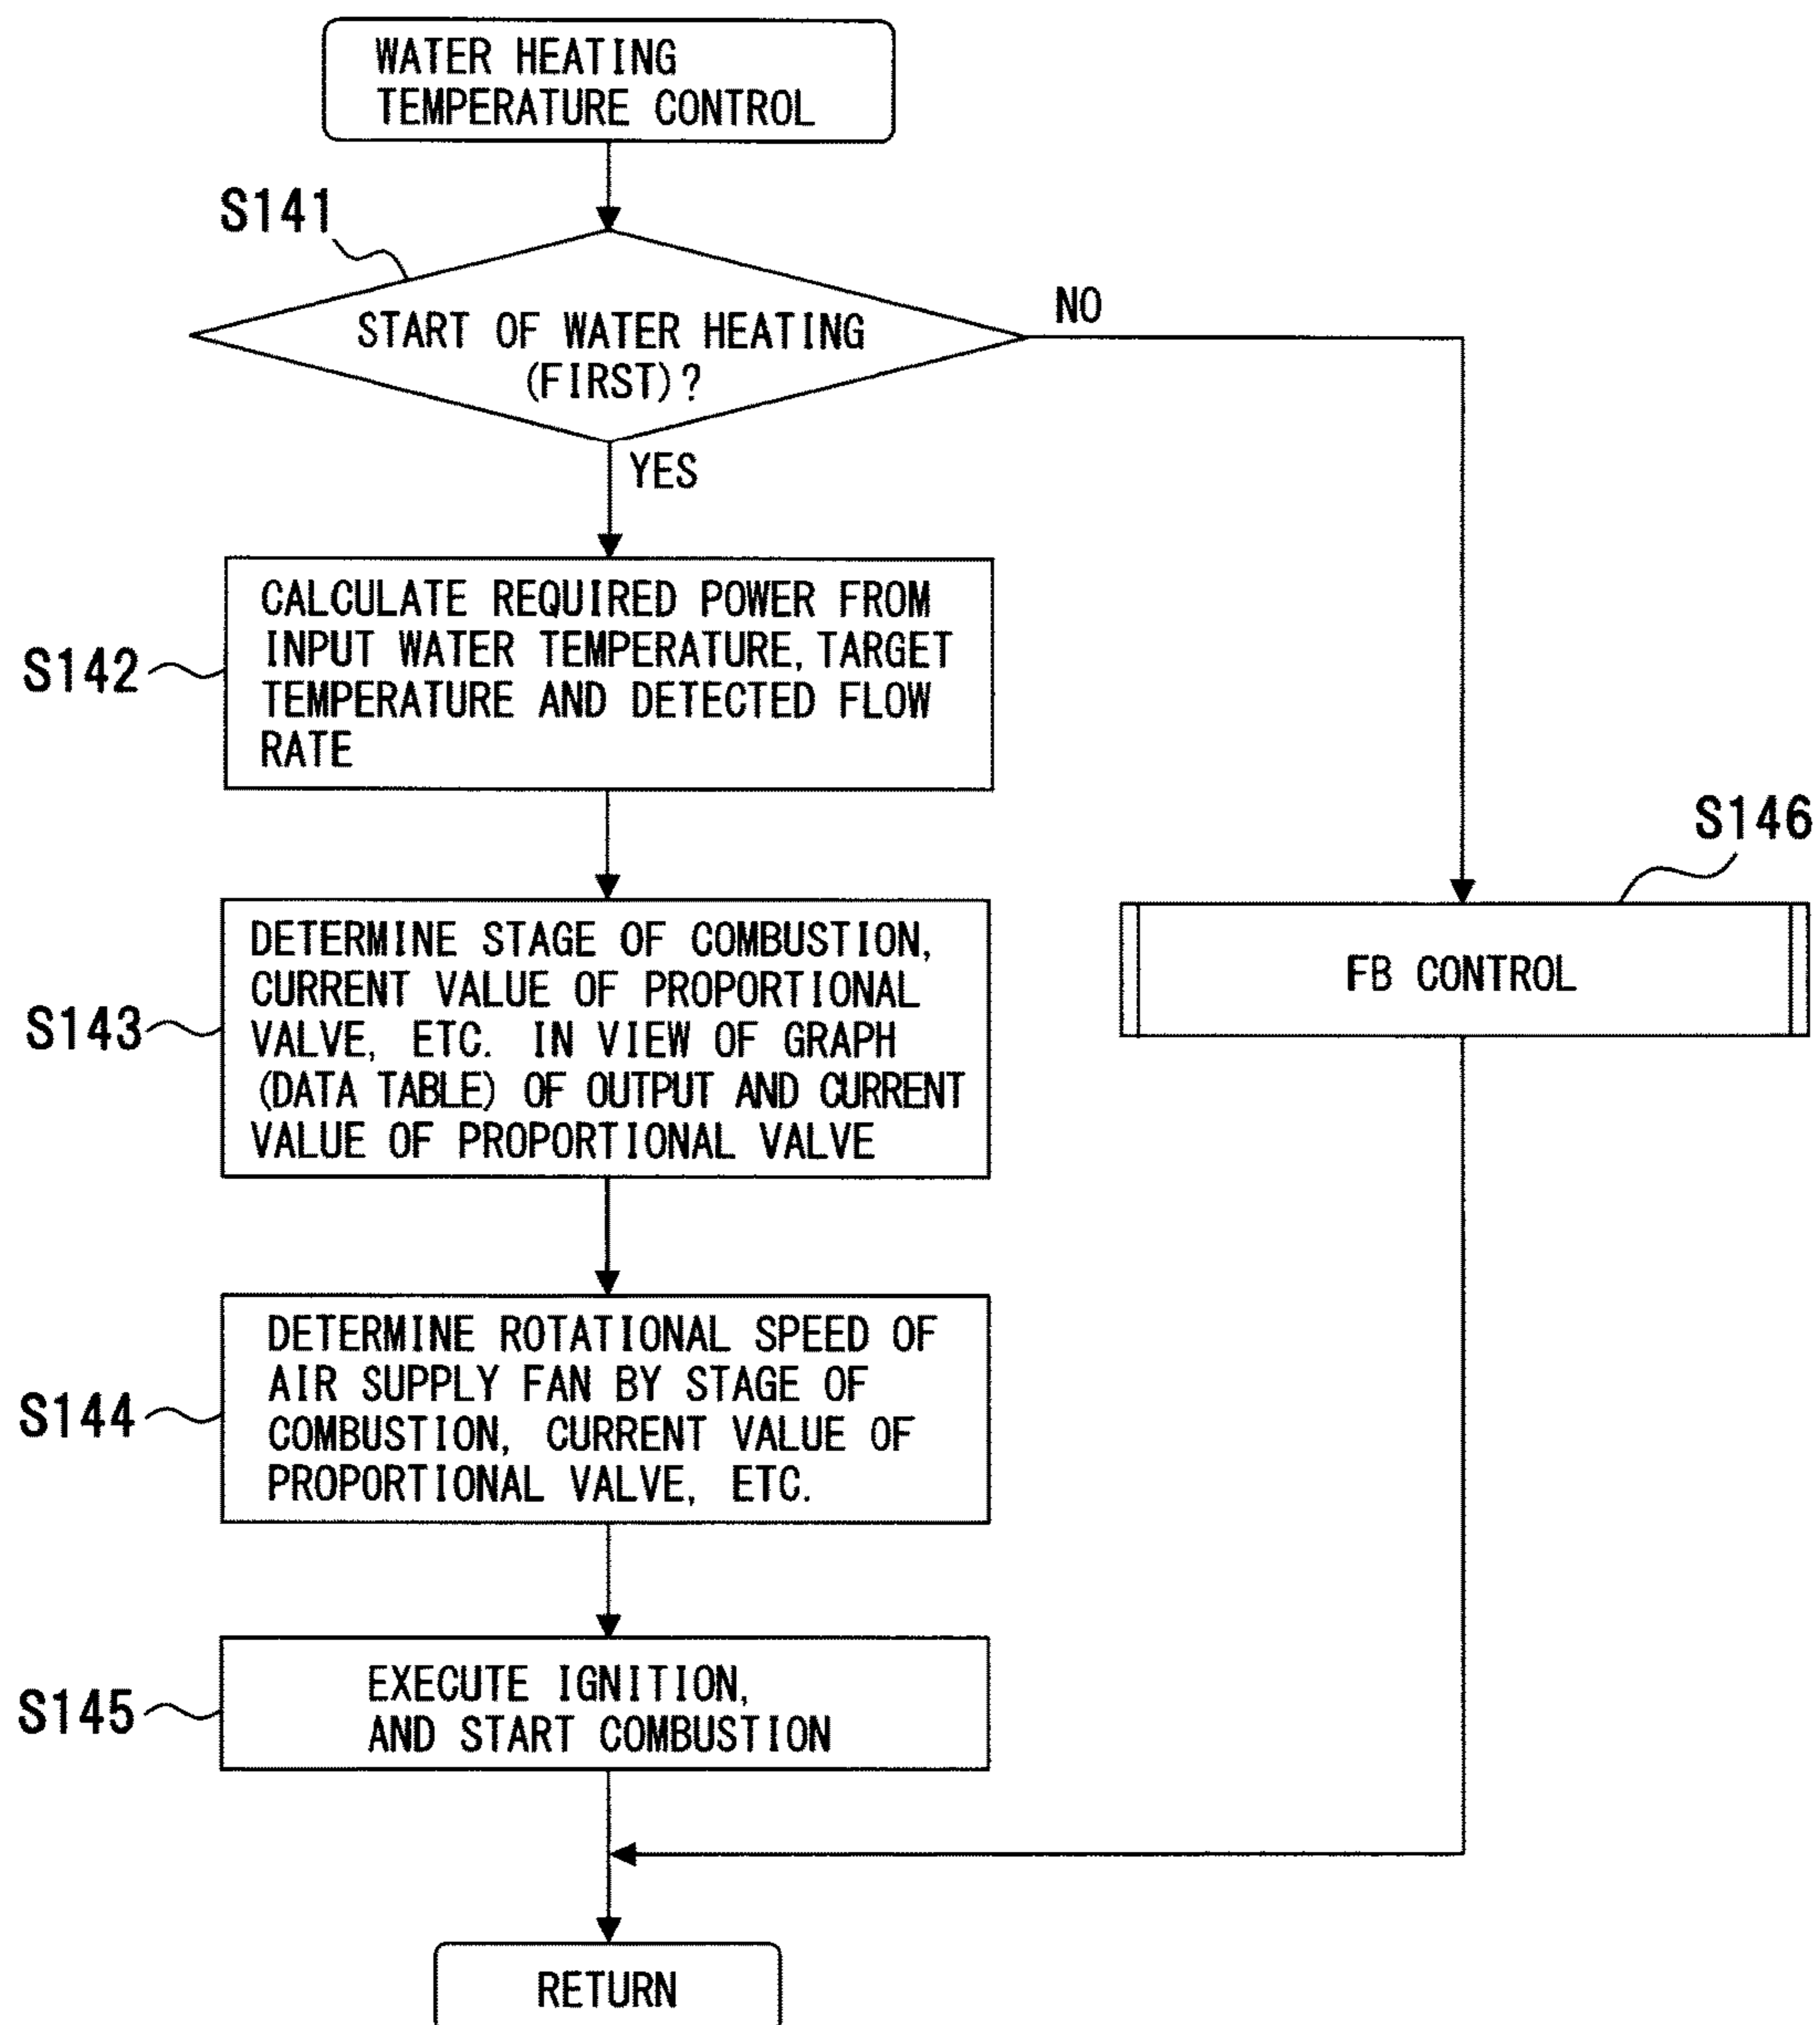 WATER HEATING
TEMPERATURE CONTROL
S141
START OF WATER HEATING
(FIRST)?
NO
YES
S142
CALCULATE REQUIRED POWER FROM
INPUT WATER TEMPERATURE, TARGET
TEMPERATURE AND DETECTED FLOW
RATE
S143
DETERMINE STAGE OF COMBUSTION,
CURRENT VALUE OF PROPORTIONAL
VALVE, ETC. IN VIEW OF GRAPH
(DATA TABLE) OF OUTPUT AND CURRENT
VALUE OF PROPORTIONAL VALVE
S146
FB CONTROL
S144
DETERMINE ROTATIONAL SPEED OF
AIR SUPPLY FAN BY STAGE OF
COMBUSTION, CURRENT VALUE OF
PROPORTIONAL VALVE, ETC.
S145
EXECUTE IGNITION,
AND START COMBUSTION
RETURN